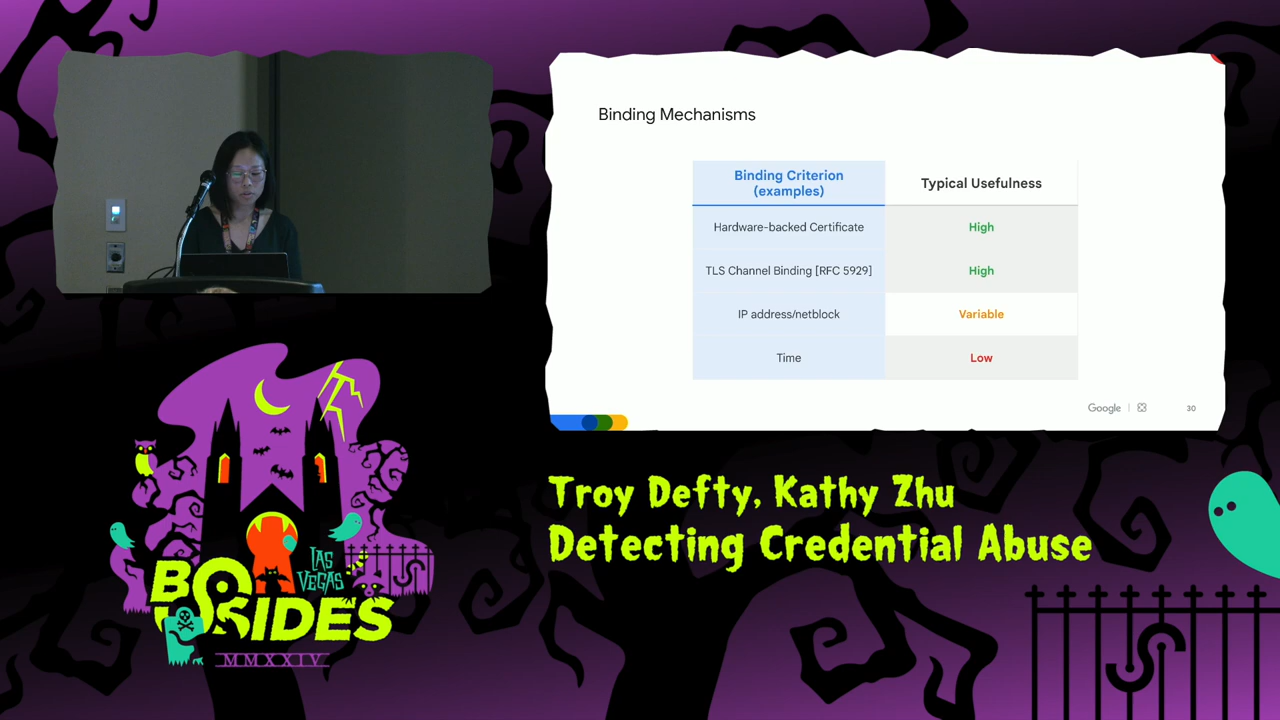 Binding Mechanisms
Binding Criterion
(examples)
Typical Usefulness
Hardware-backed Certificate
High
TLS Channel Binding [RFC 5929]
High
IP address/netblock
Variable
Time
Low
Google
30
Troy Defty, Kathy Zhu
Detecting Credential Abuse
LAS
VEGAS
BSIDES
MMXXIV